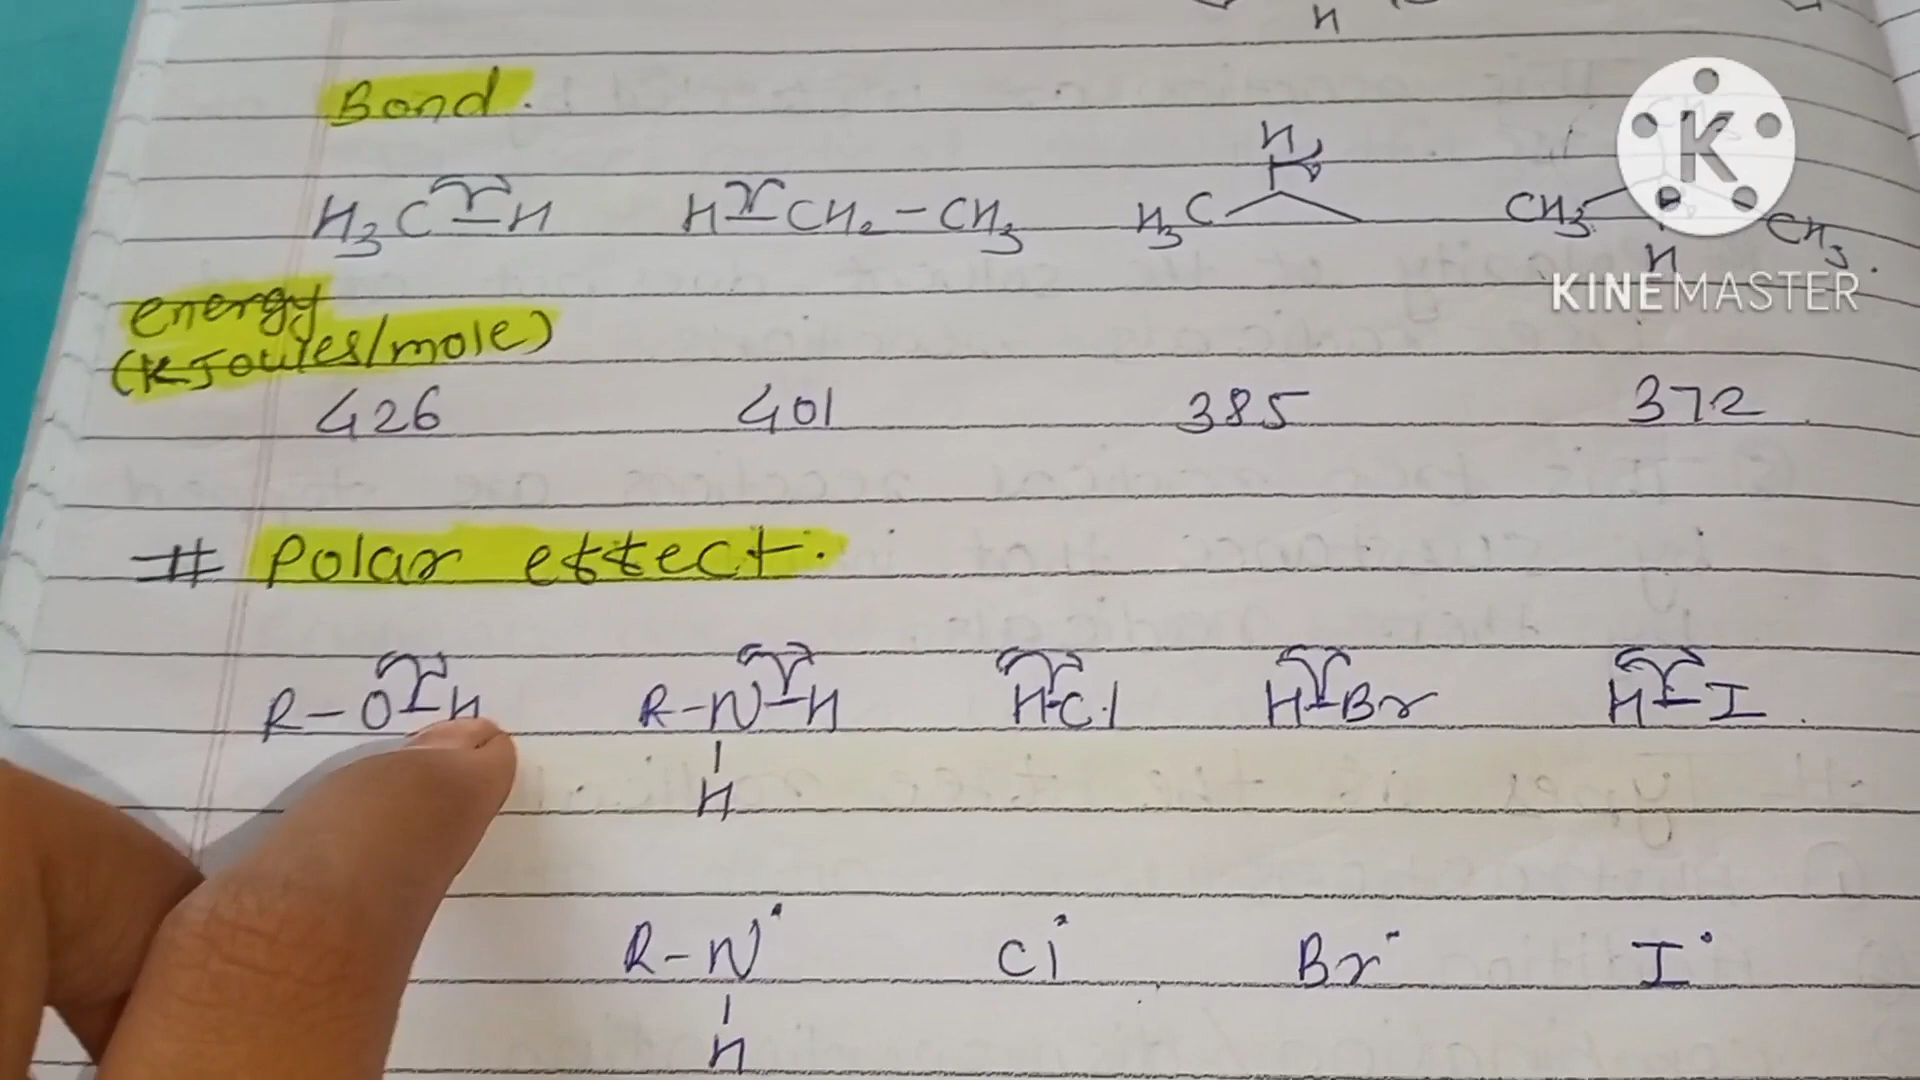 H
Bond.
H
H3C-H H-CH2-CH3 H3C CH3 CH3.
H
energy
(KJoules/mole)
426 401 385 372
# Polar effect.
R-O-H R-N-H H-Cl H-Br H-I
H
R-N· Cl· Br· I·
H
K
KINEMASTER